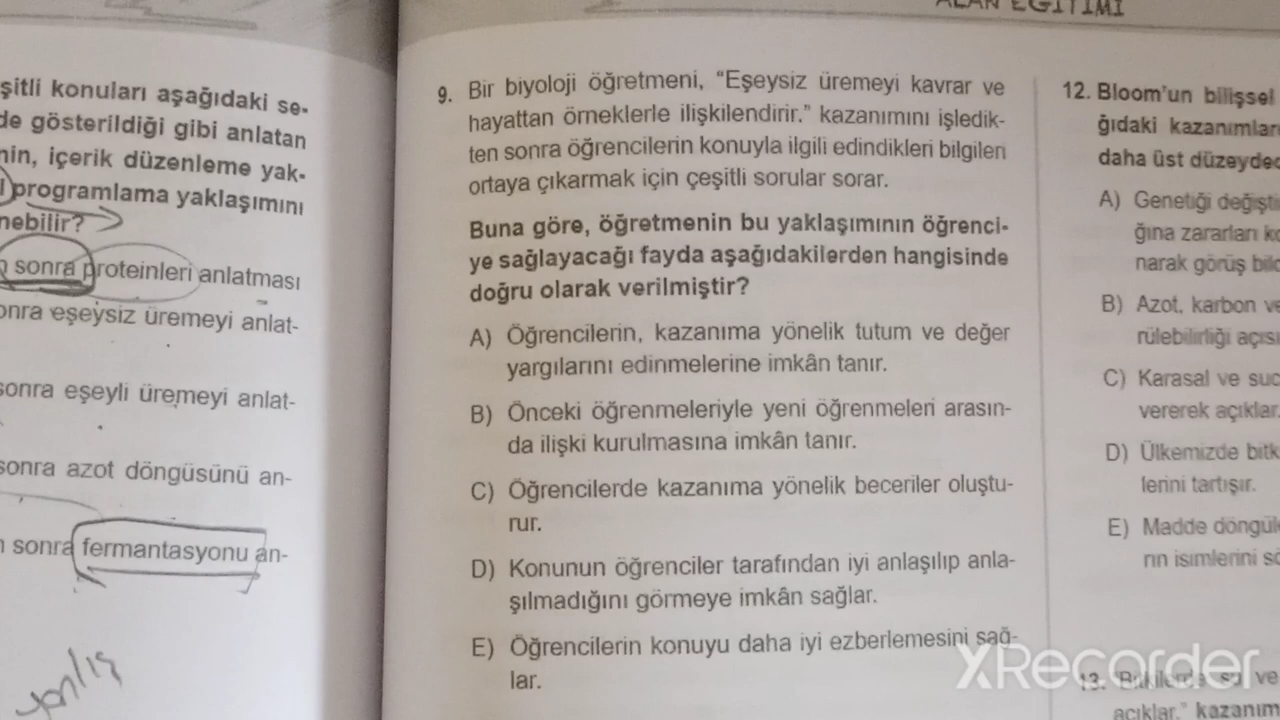 ALAN EĞİTİMİ
şitli konuları aşağıdaki se-
de gösterildiği gibi anlatan
nin, içerik düzenleme yak-
l programlama yaklaşımını
nebilir?
n sonra proteinleri anlatması
onra eşeysiz üremeyi anlat-
sonra eşeyli üremeyi anlat-
sonra azot döngüsünü an-
n sonra fermantasyonu an-
yanlış
9. Bir biyoloji öğretmeni, “Eşeysiz üremeyi kavrar ve
hayattan örneklerle ilişkilendirir.” kazanımını işledik-
ten sonra öğrencilerin konuyla ilgili edindikleri bilgileri
ortaya çıkarmak için çeşitli sorular sorar.
Buna göre, öğretmenin bu yaklaşımının öğrenci-
ye sağlayacağı fayda aşağıdakilerden hangisinde
doğru olarak verilmiştir?
A) Öğrencilerin, kazanıma yönelik tutum ve değer
yargılarını edinmelerine imkân tanır.
B) Önceki öğrenmeleriyle yeni öğrenmeleri arasın-
da ilişki kurulmasına imkân tanır.
C) Öğrencilerde kazanıma yönelik beceriler oluştu-
rur.
D) Konunun öğrenciler tarafından iyi anlaşılıp anla-
şılmadığını görmeye imkân sağlar.
E) Öğrencilerin konuyu daha iyi ezberlemesini sağ-
lar.
12. Bloom’un bilişsel
ğıdaki kazanımlar
daha üst düzeydec
A) Genetiği değişti
ğına zararları ko
narak görüş bild
B) Azot, karbon ve
rülebilirliği açısı
C) Karasal ve suc
vererek açıklar.
D) Ülkemizde bitk
lerini tartışır.
E) Madde döngül
rın isimlerini sö
13. Bitkilerde su ve
açıklar.” kazanım
XRecorder